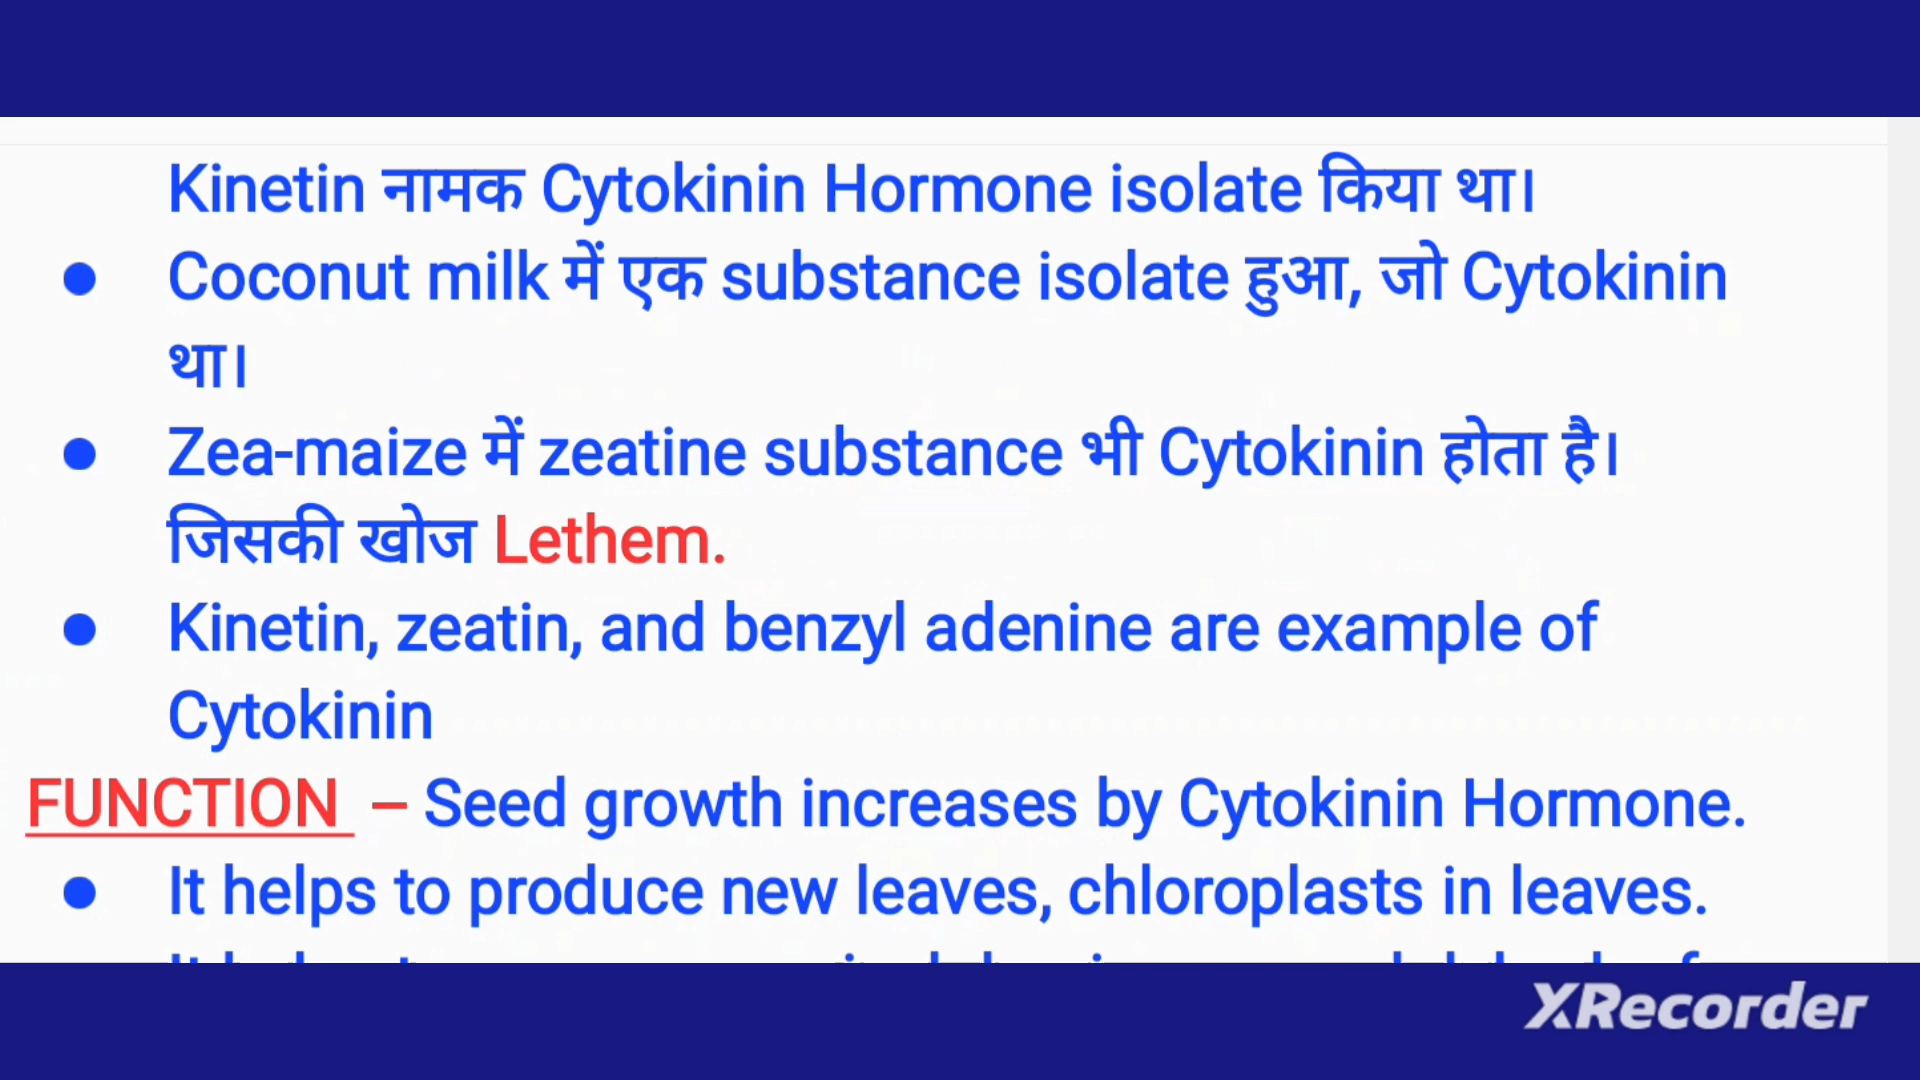 Kinetin नामक Cytokinin Hormone isolate किया था।
● Coconut milk में एक substance isolate हुआ, जो Cytokinin
था।
● Zea-maize में zeatine substance भी Cytokinin होता है।
जिसकी खोज Lethem.
● Kinetin, zeatin, and benzyl adenine are example of
Cytokinin
FUNCTION – Seed growth increases by Cytokinin Hormone.
● It helps to produce new leaves, chloroplasts in leaves.
XRecorder